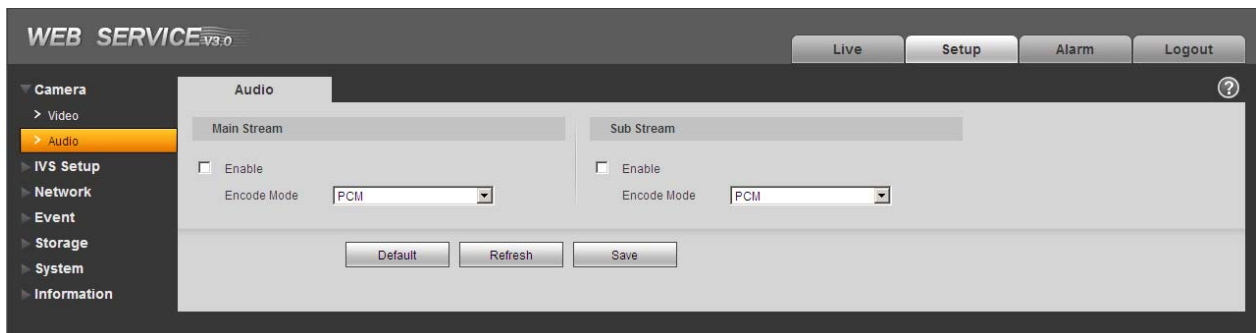 WEB SERVICE V3.0
Live Setup Alarm Logout
Camera
> Video
> Audio
IVS Setup
Network
Event
Storage
System
Information
Audio
?
Main Stream
Enable
Encode Mode PCM
Sub Stream
Enable
Encode Mode PCM
Default Refresh Save